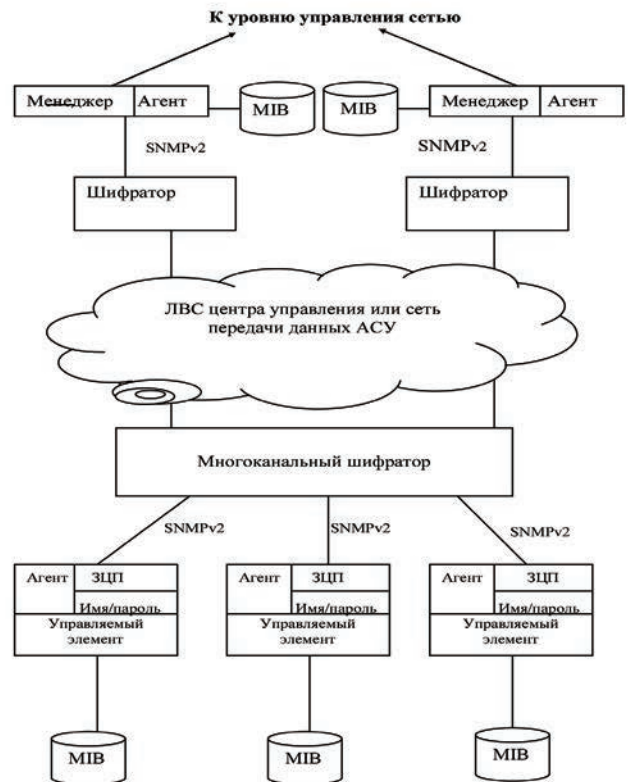 К уровню управления сетью
Менеджер Агент MIB MIB Менеджер Агент
SNMPv2 SNMPv2
Шифратор Шифратор
ЛВС центра управления или сеть
передачи данных АСУ
Многоканальный шифратор
SNMPv2 SNMPv2 SNMPv2
Агент ЗЦП Агент ЗЦП Агент ЗЦП
Имя/пароль Имя/пароль Имя/пароль
Управляемый Управляемый Управляемый
элемент элемент элемент
MIB MIB MIB